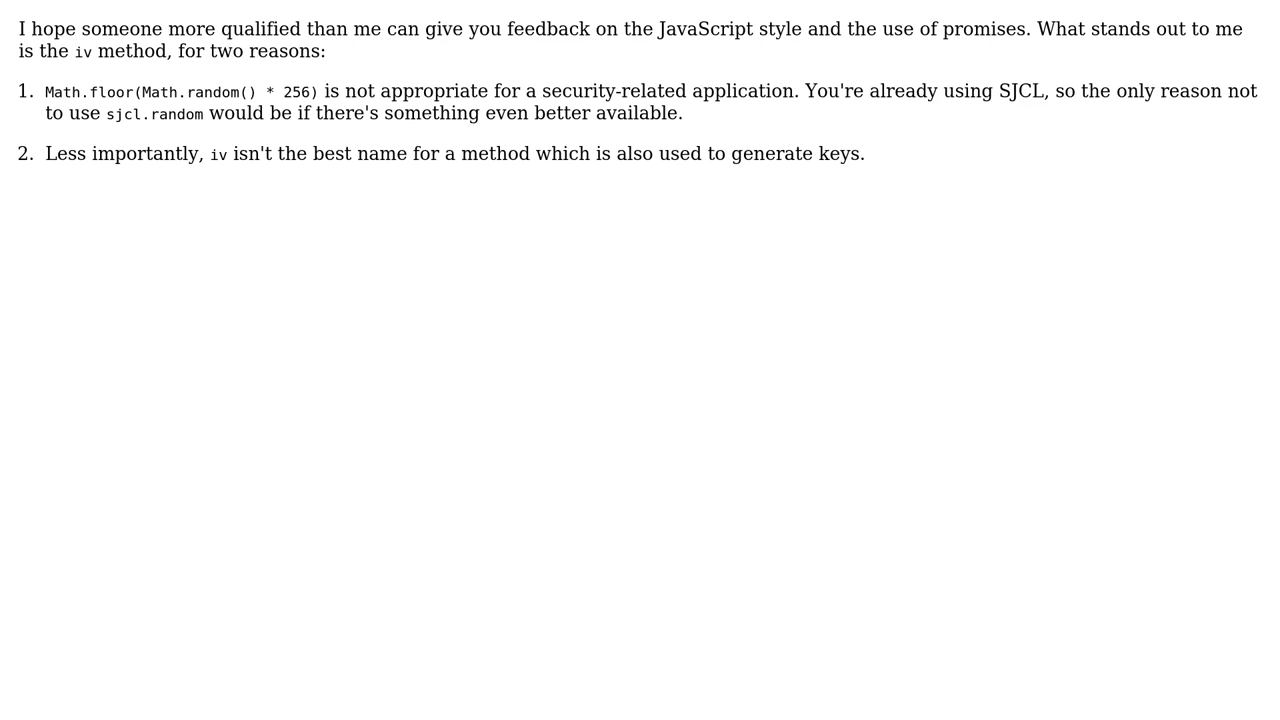 I hope someone more qualified than me can give you feedback on the JavaScript style and the use of promises. What stands out to me
is the iv method, for two reasons:
1. Math.floor(Math.random() * 256) is not appropriate for a security-related application. You're already using SJCL, so the only reason not
to use sjcl.random would be if there's something even better available.
2. Less importantly, iv isn't the best name for a method which is also used to generate keys.